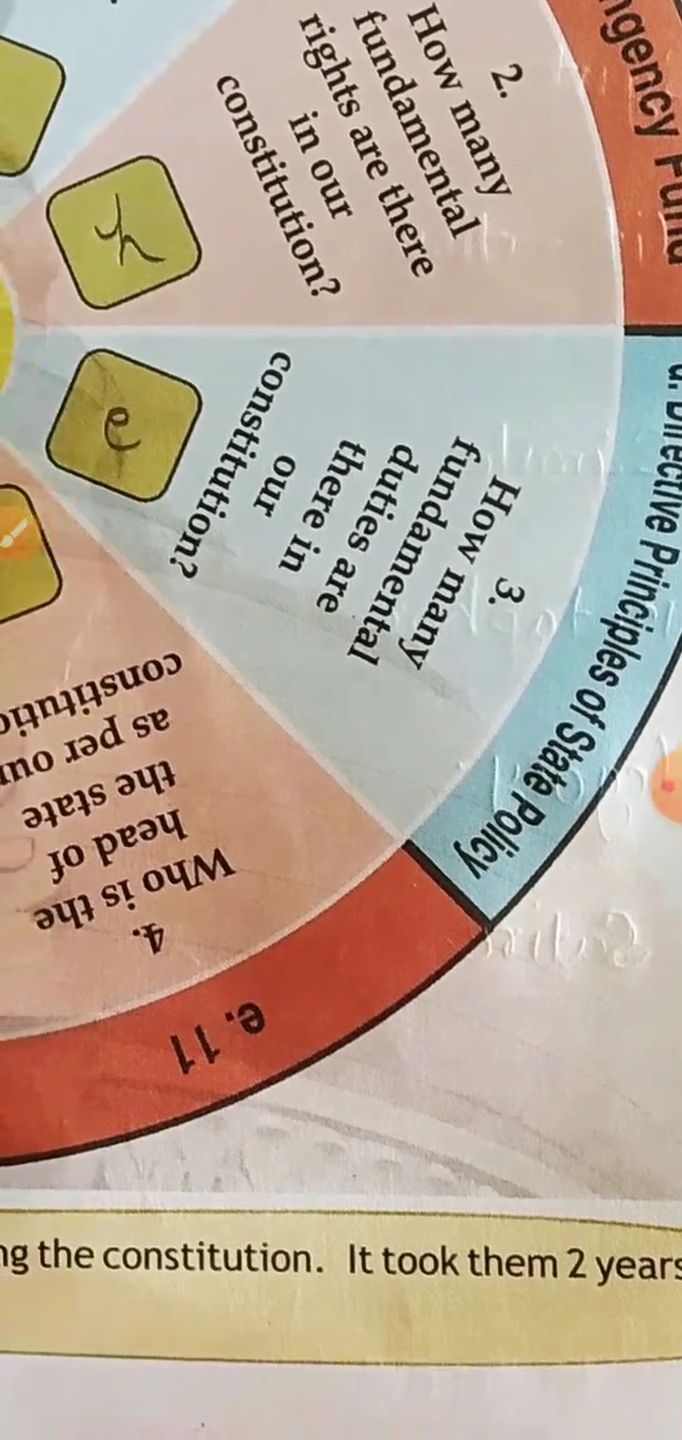 ngency Fund
2.
How many
fundamental
rights are there
in our
constitution?
k
d. Directive Principles of State Policy
3.
How many
fundamental
duties are
there in
our
constitution?
e
4.
Who is the
head of
the state
as per our
constitutio
e. 11
ng the constitution. It took them 2 years